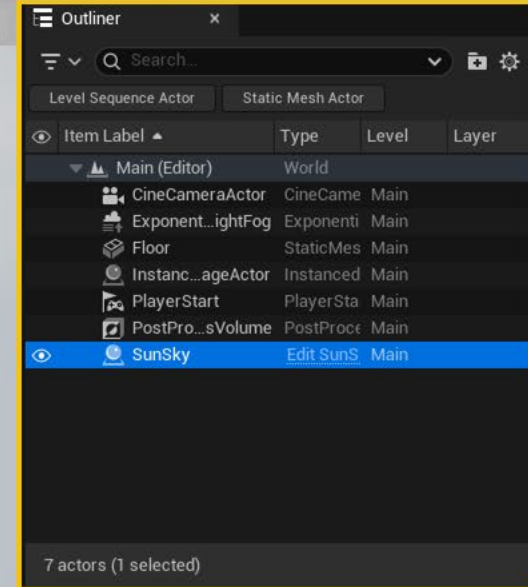 Outliner
Search...
Level Sequence Actor Static Mesh Actor
Item Label Type Level Layer
Main (Editor) World
CineCameraActor CineCame Main
Exponent...ightFog Exponenti Main
Floor StaticMes Main
Instanc...ageActor Instanced Main
PlayerStart PlayerSta Main
PostPro...sVolume PostProce Main
SunSky Edit SunS Main
7 actors (1 selected)